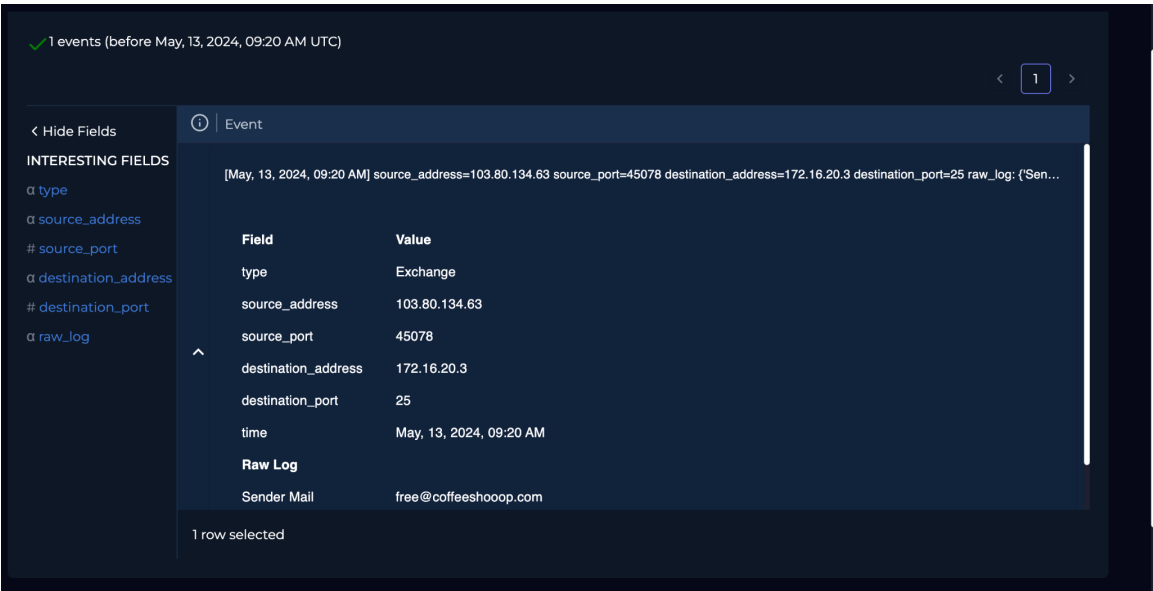 1 events (before May, 13, 2024, 09:20 AM UTC)
1
Hide Fields
INTERESTING FIELDS
α type
α source_address
# source_port
α destination_address
# destination_port
α raw_log
Event
[May, 13, 2024, 09:20 AM] source_address=103.80.134.63 source_port=45078 destination_address=172.16.20.3 destination_port=25 raw_log: {'Sen...
Field Value
type Exchange
source_address 103.80.134.63
source_port 45078
destination_address 172.16.20.3
destination_port 25
time May, 13, 2024, 09:20 AM
Raw Log
Sender Mail free@coffeeshooop.com
1 row selected